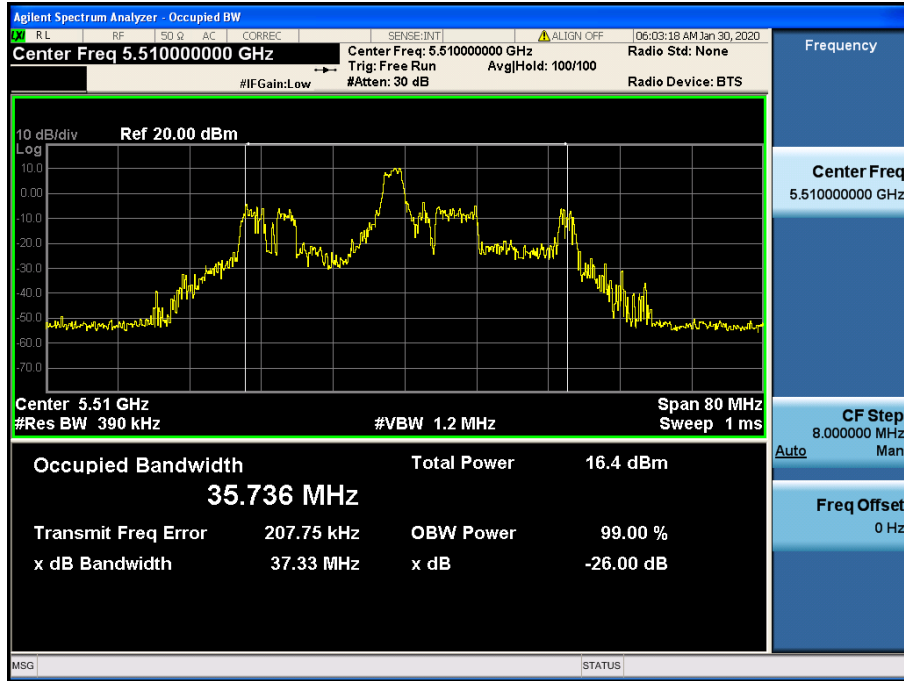 Agilent Spectrum Analyzer - Occupied BW
LXI RL RF 50 Ω AC CORREC SENSE:INT ALIGN OFF 06:03:18 AM Jan 30, 2020
Center Freq 5.510000000 GHz
Center Freq: 5.510000000 GHz
Trig: Free Run Avg|Hold: 100/100
#IFGain:Low #Atten: 30 dB
Radio Std: None
Radio Device: BTS
10 dB/div Ref 20.00 dBm
Log
10.0
0.00
-10.0
-20.0
-30.0
-40.0
-50.0
-60.0
-70.0
Center 5.51 GHz Span 80 MHz
#Res BW 390 kHz #VBW 1.2 MHz Sweep 1 ms
Occupied Bandwidth Total Power 16.4 dBm
35.736 MHz
Transmit Freq Error 207.75 kHz OBW Power 99.00 %
x dB Bandwidth 37.33 MHz x dB -26.00 dB
MSG STATUS
Frequency
Center Freq
5.510000000 GHz
CF Step
8.000000 MHz
Auto Man
Freq Offset
0 Hz